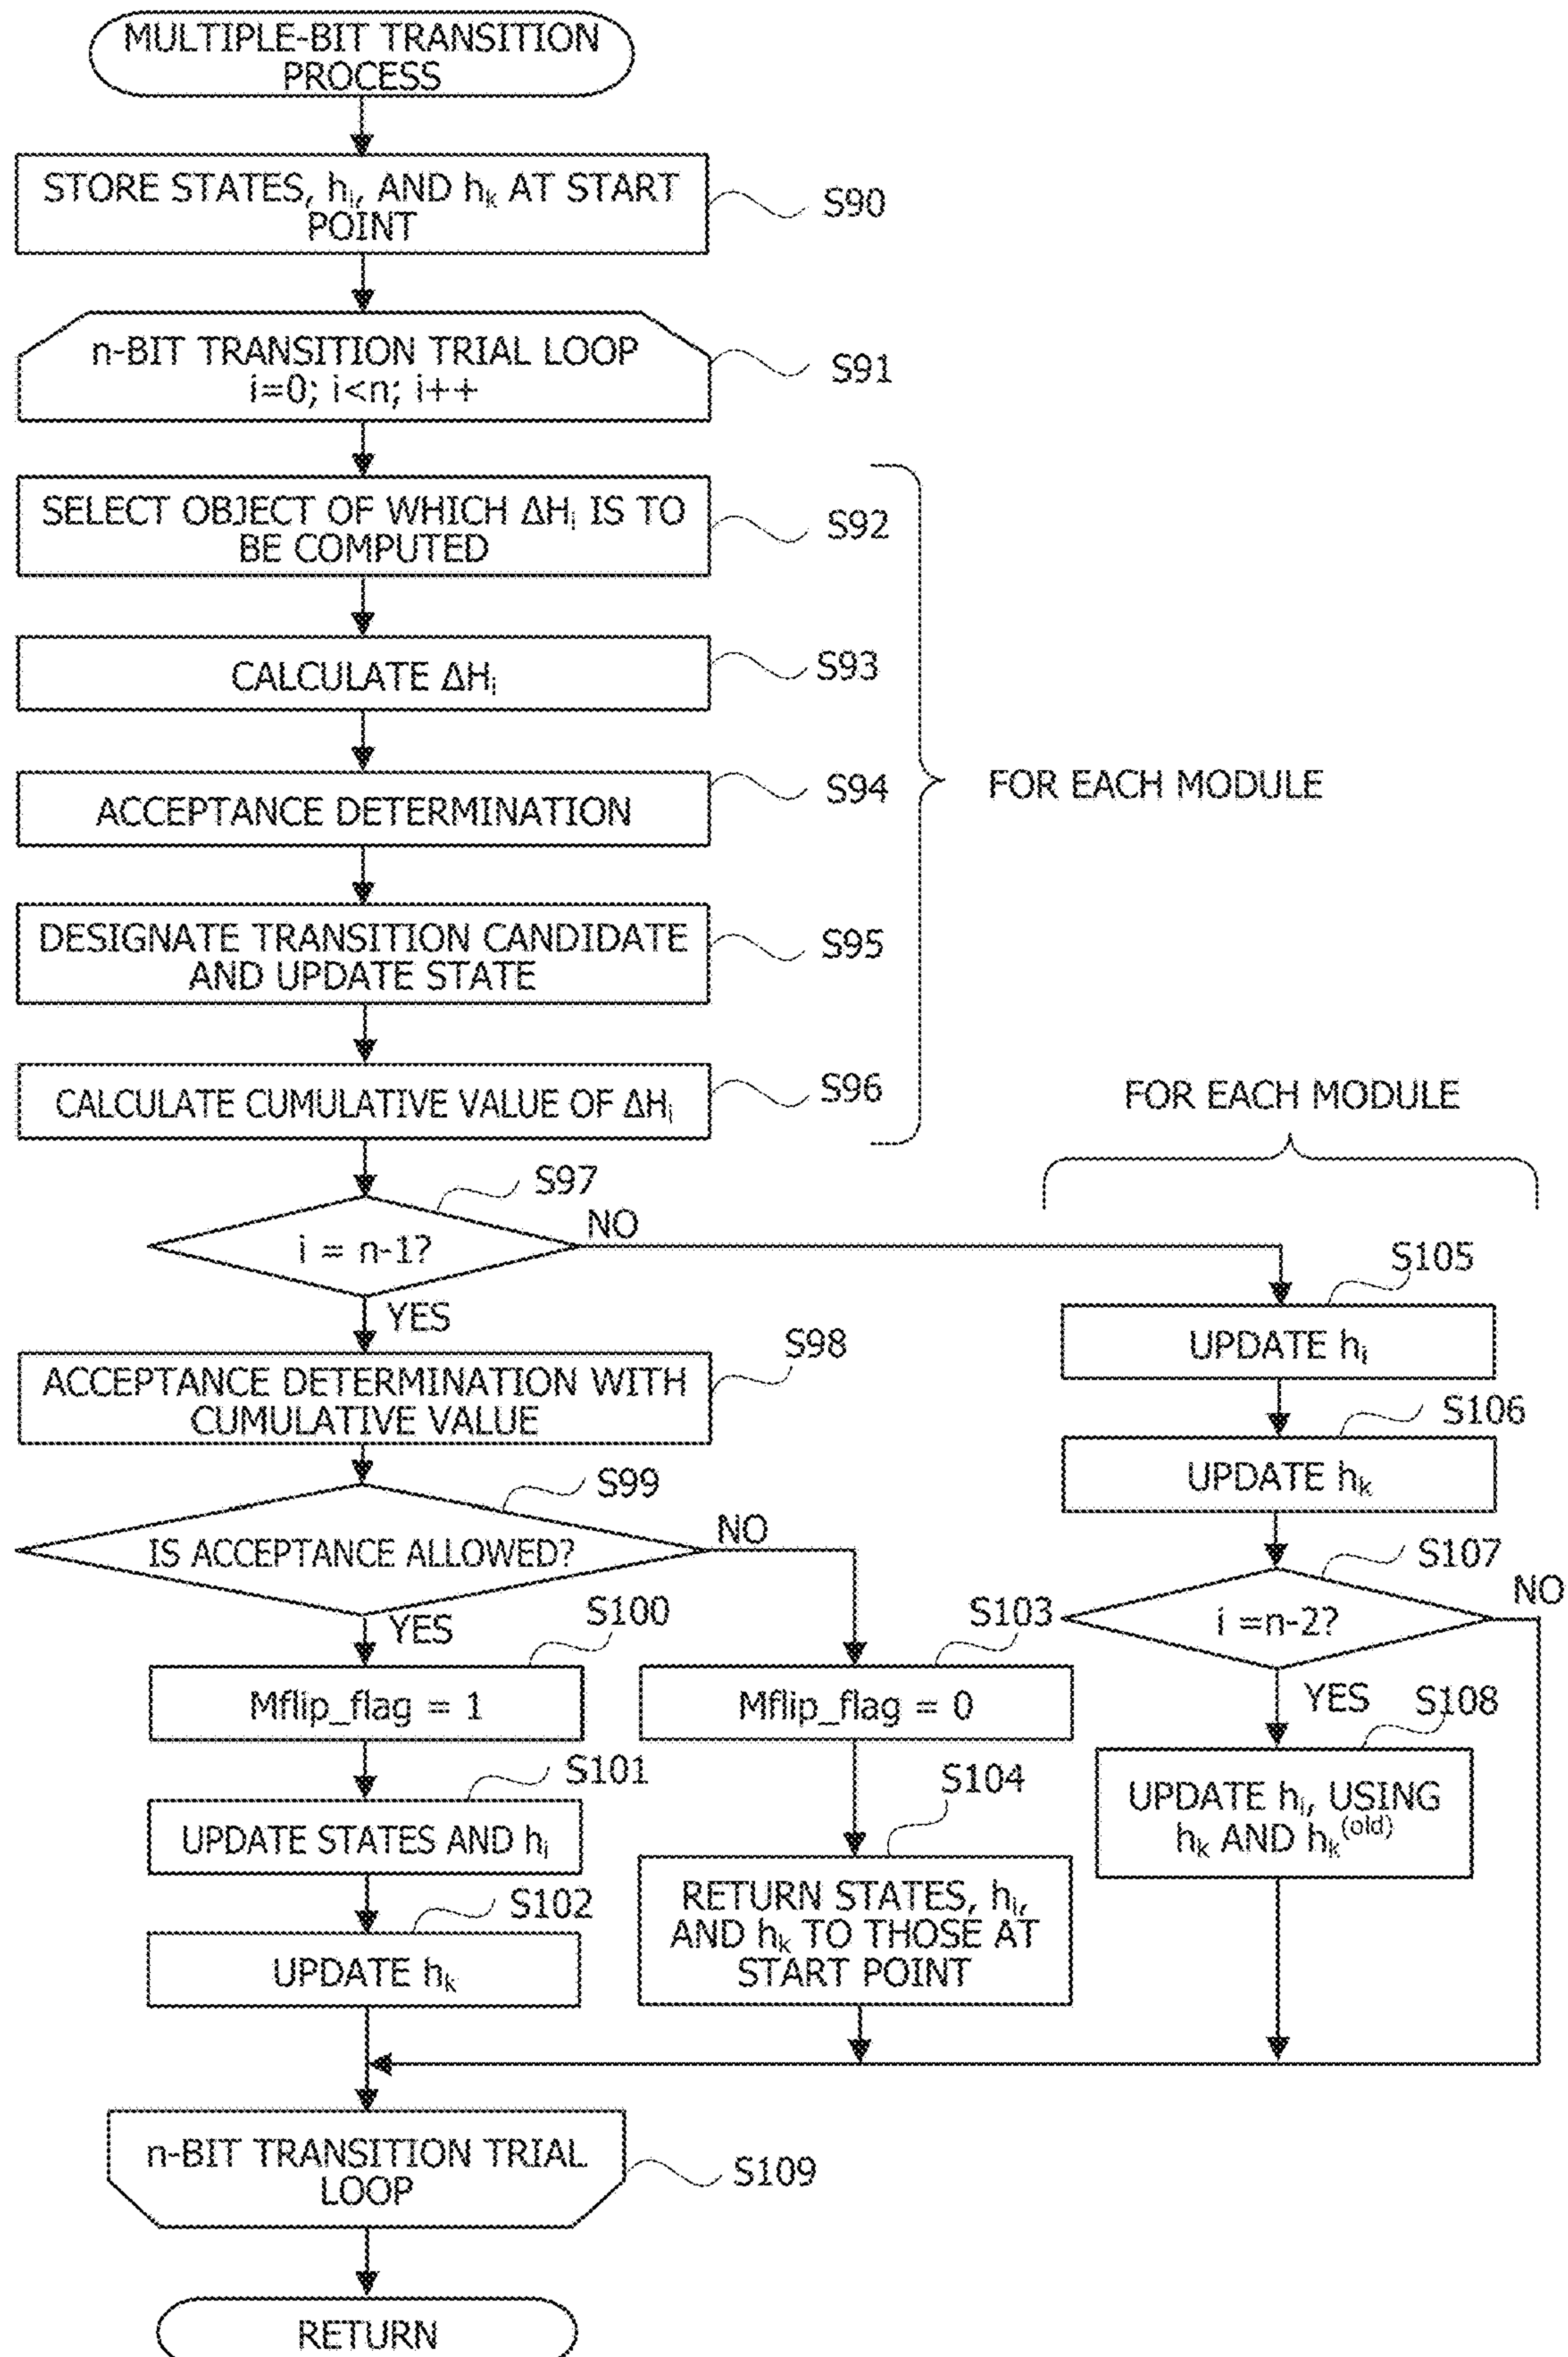 MULTIPLE-BIT TRANSITION
PROCESS
STORE STATES, hi, AND hk AT START
POINT
S90
n-BIT TRANSITION TRIAL LOOP
i=0; i<n; i++
S91
SELECT OBJECT OF WHICH ΔHi IS TO
BE COMPUTED
S92
CALCULATE ΔHi
S93
ACCEPTANCE DETERMINATION
S94
FOR EACH MODULE
DESIGNATE TRANSITION CANDIDATE
AND UPDATE STATE
S95
CALCULATE CUMULATIVE VALUE OF ΔHi
S96
FOR EACH MODULE
S97
i = n-1?
NO
YES
S105
UPDATE hi
S98
ACCEPTANCE DETERMINATION WITH
CUMULATIVE VALUE
S106
UPDATE hk
S99
IS ACCEPTANCE ALLOWED?
NO
YES
S107
i =n-2?
NO
YES
S100
Mflip_flag = 1
S103
Mflip_flag = 0
S108
UPDATE hi, USING
hk AND hk(old)
S101
UPDATE STATES AND hi
S104
RETURN STATES, hi,
AND hk TO THOSE AT
START POINT
S102
UPDATE hk
n-BIT TRANSITION TRIAL
LOOP
S109
RETURN